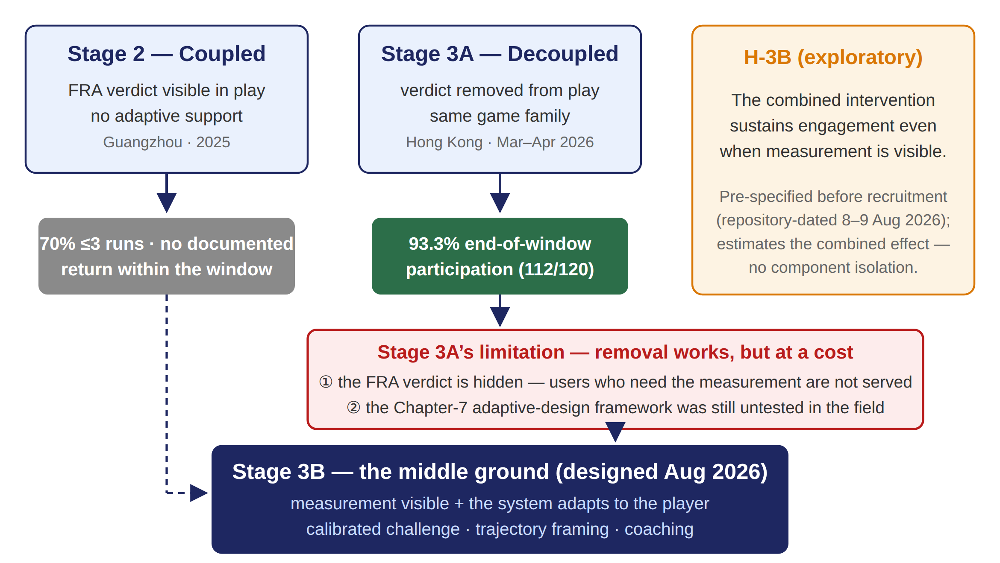 Stage 2 — Coupled
FRA verdict visible in play
no adaptive support
Guangzhou · 2025
Stage 3A — Decoupled
verdict removed from play
same game family
Hong Kong · Mar–Apr 2026
H-3B (exploratory)
The combined intervention
sustains engagement even
when measurement is visible.
Pre-specified before recruitment
(repository-dated 8–9 Aug 2026);
estimates the combined effect —
no component isolation.
70% ≤3 runs · no documented
return within the window
93.3% end-of-window
participation (112/120)
Stage 3A’s limitation — removal works, but at a cost
① the FRA verdict is hidden — users who need the measurement are not served
② the Chapter-7 adaptive-design framework was still untested in the field
Stage 3B — the middle ground (designed Aug 2026)
measurement visible + the system adapts to the player
calibrated challenge · trajectory framing · coaching